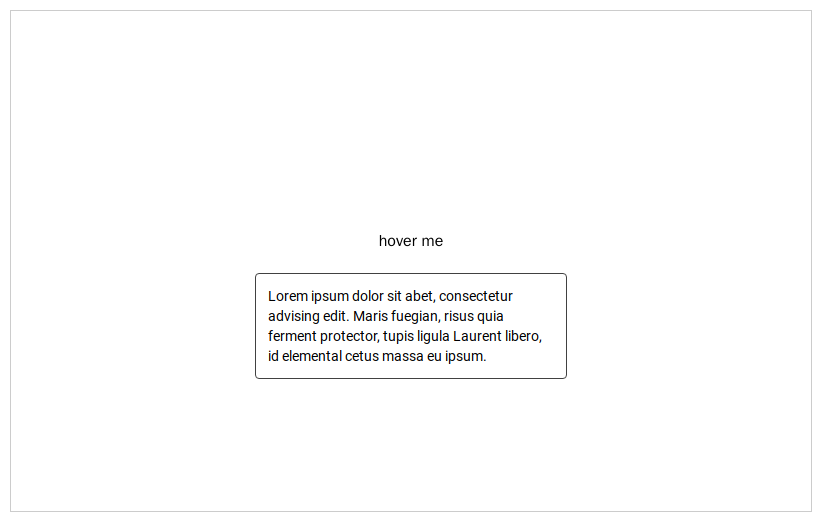 hover me
Lorem ipsum dolor sit abet, consectetur
advising edit. Maris fuegian, risus quia
ferment protector, tupis ligula Laurent libero,
id elemental cetus massa eu ipsum.